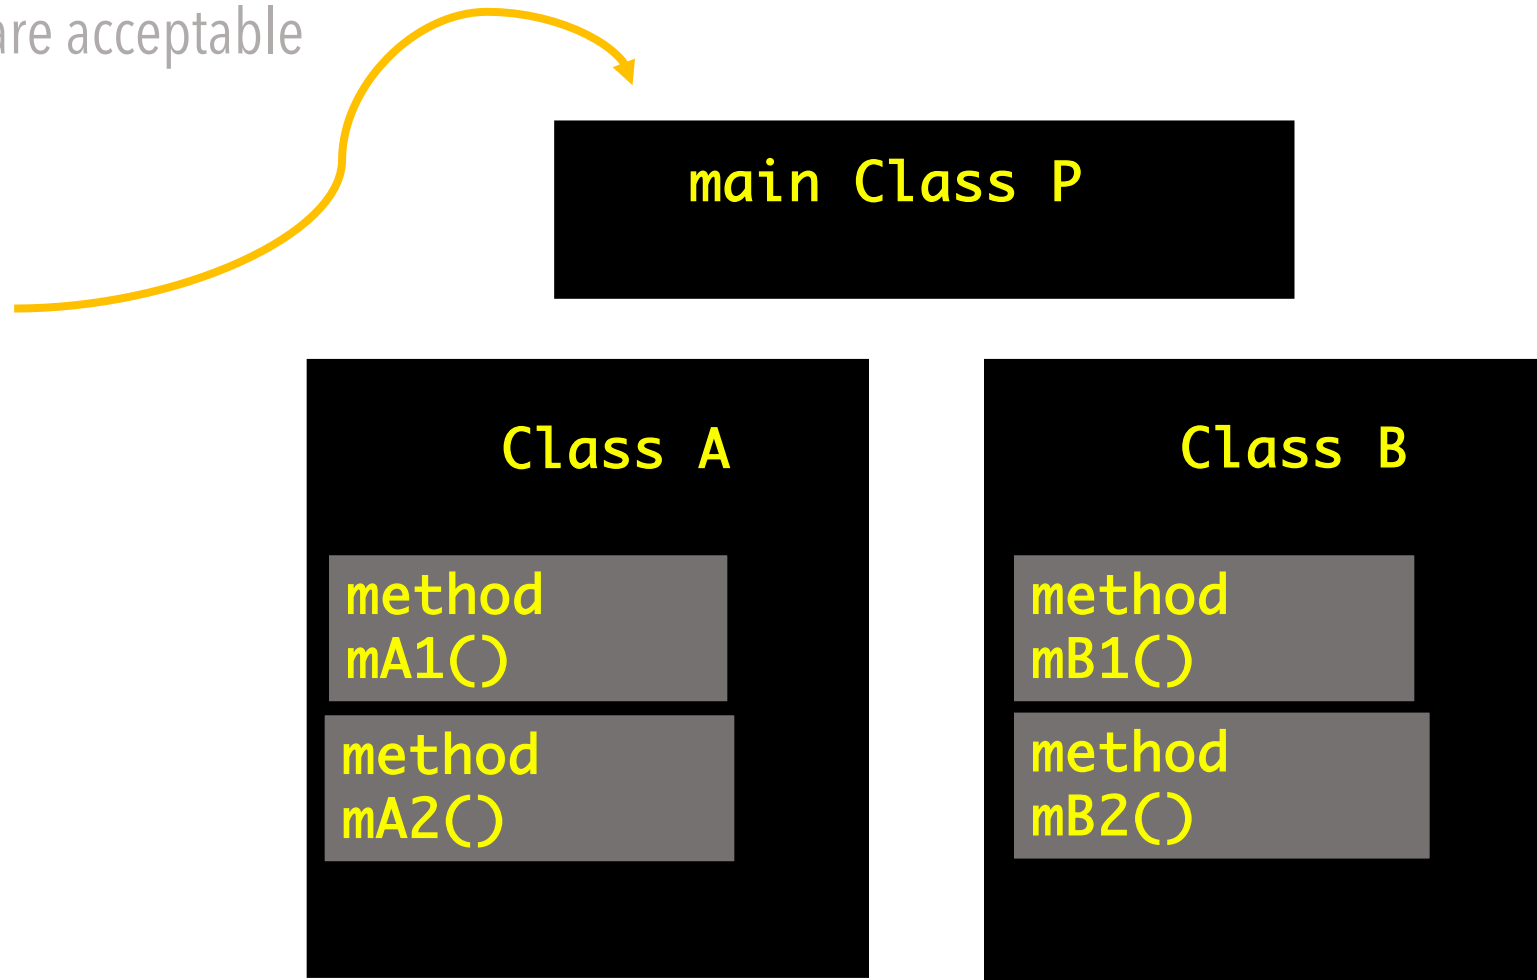 are acceptable
main Class P
Class A
method
mA1()
method
mA2()
Class B
method
mB1()
method
mB2()